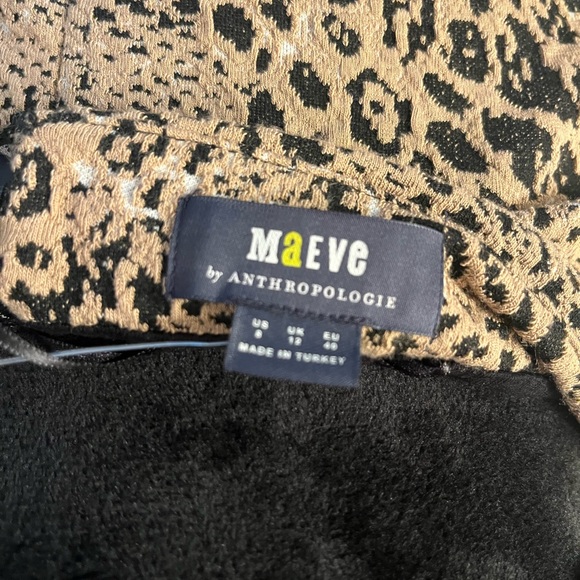 MaEVe
by ANTHROPOLOGIE
US UK EU
8 12 40
MADE IN TURKEY